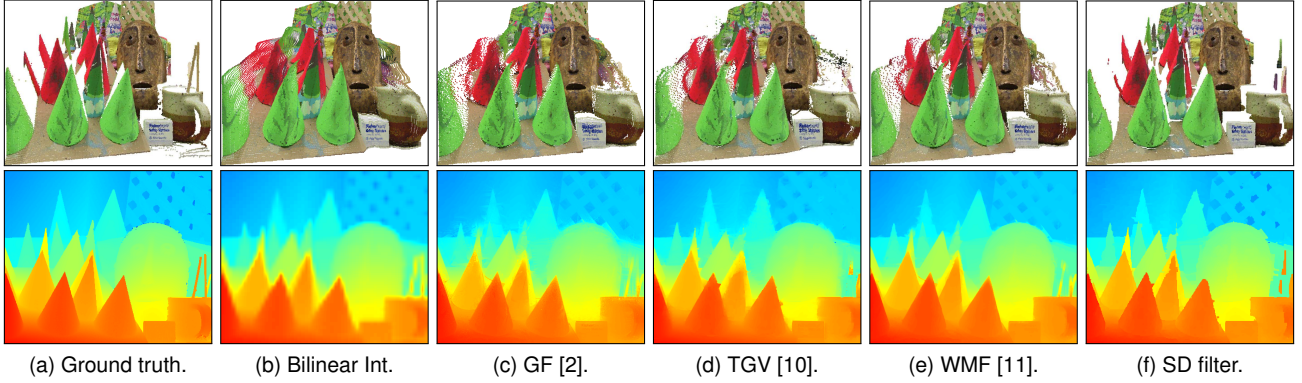 (a) Ground truth.
(b) Bilinear Int.
(c) GF [2].
(d) TGV [10].
(e) WMF [11].
(f) SD filter.